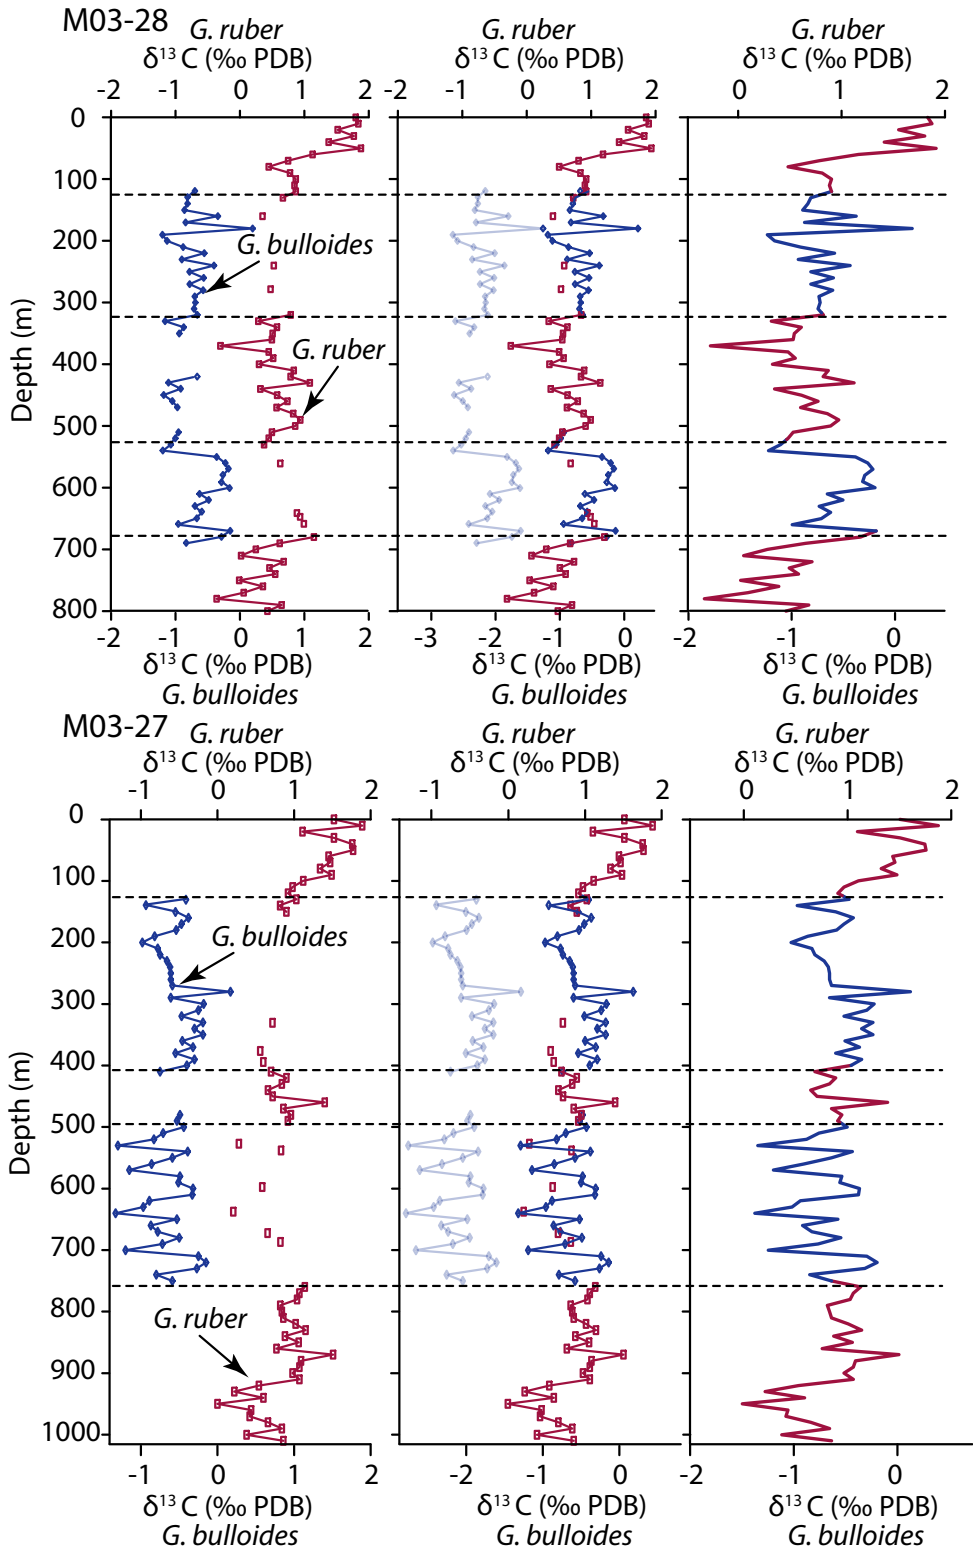 M03-28
G. ruber G. ruber G. ruber
δ¹³ C (‰ PDB) δ¹³ C (‰ PDB) δ¹³ C (‰ PDB)
-2 -1 0 1 2 -2 -1 0 1 2 0 1 2
0
100
200
G. bulloides
300
G. ruber
400
Depth (m)
500
600
700
800
-2 -1 0 1 2 -3 -2 -1 0 -2 -1 0
δ¹³ C (‰ PDB) δ¹³ C (‰ PDB) δ¹³ C (‰ PDB)
G. bulloides G. bulloides G. bulloides
M03-27
G. ruber G. ruber G. ruber
δ¹³ C (‰ PDB) δ¹³ C (‰ PDB) δ¹³ C (‰ PDB)
-1 0 1 2 -1 0 1 2 0 1 2
0
100
200
G. bulloides
300
400
Depth (m)
500
600
700
800
G. ruber
900
1000
-1 0 1 2 -2 -1 0 -2 -1 0
δ¹³ C (‰ PDB) δ¹³ C (‰ PDB) δ¹³ C (‰ PDB)
G. bulloides G. bulloides G. bulloides